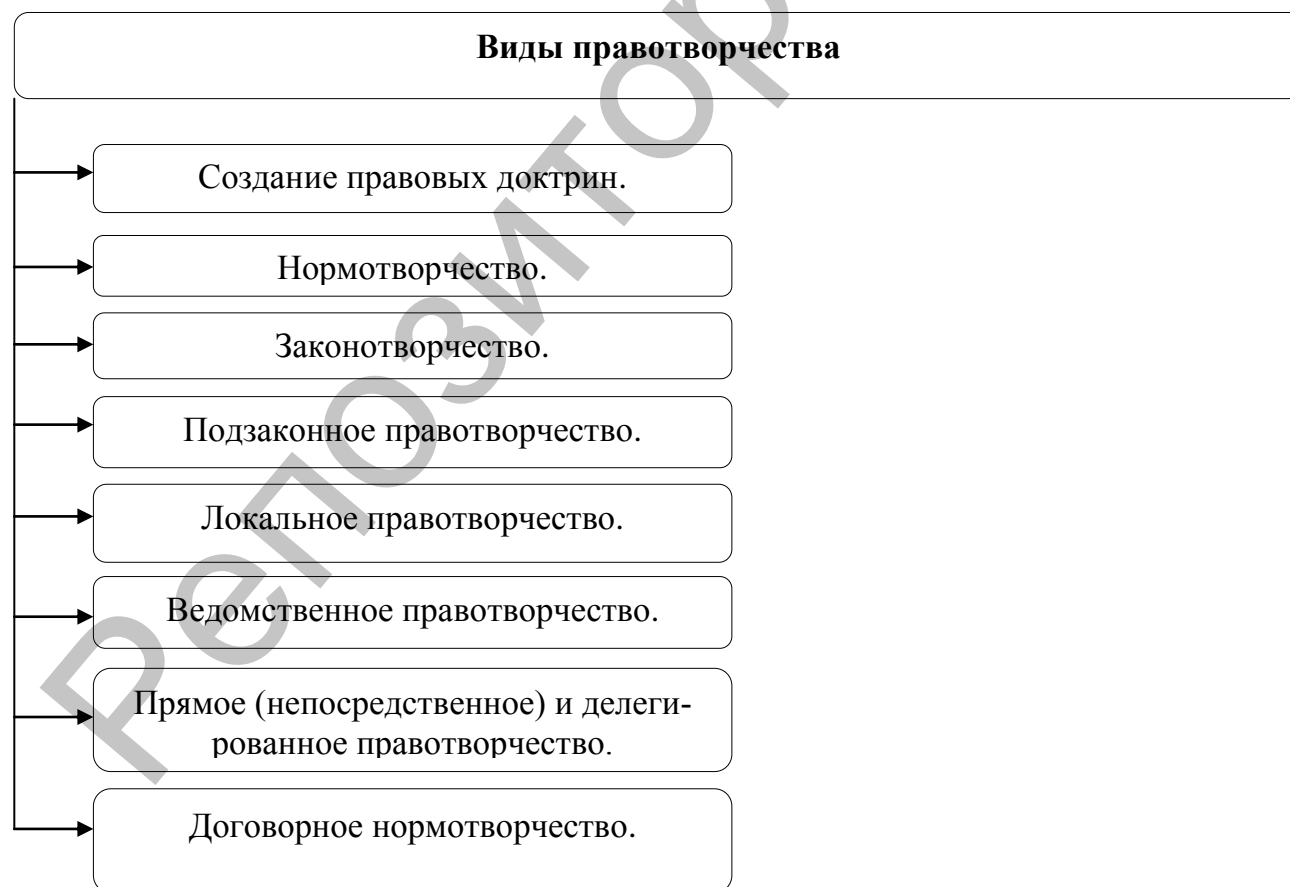 Виды правотворчества
Создание правовых доктрин.
Нормотворчество.
Законотворчество.
Подзаконное правотворчество.
Локальное правотворчество.
Ведомственное правотворчество.
Прямое (непосредственное) и делеги-
рованное правотворчество.
Договорное нормотворчество.
Репозитор